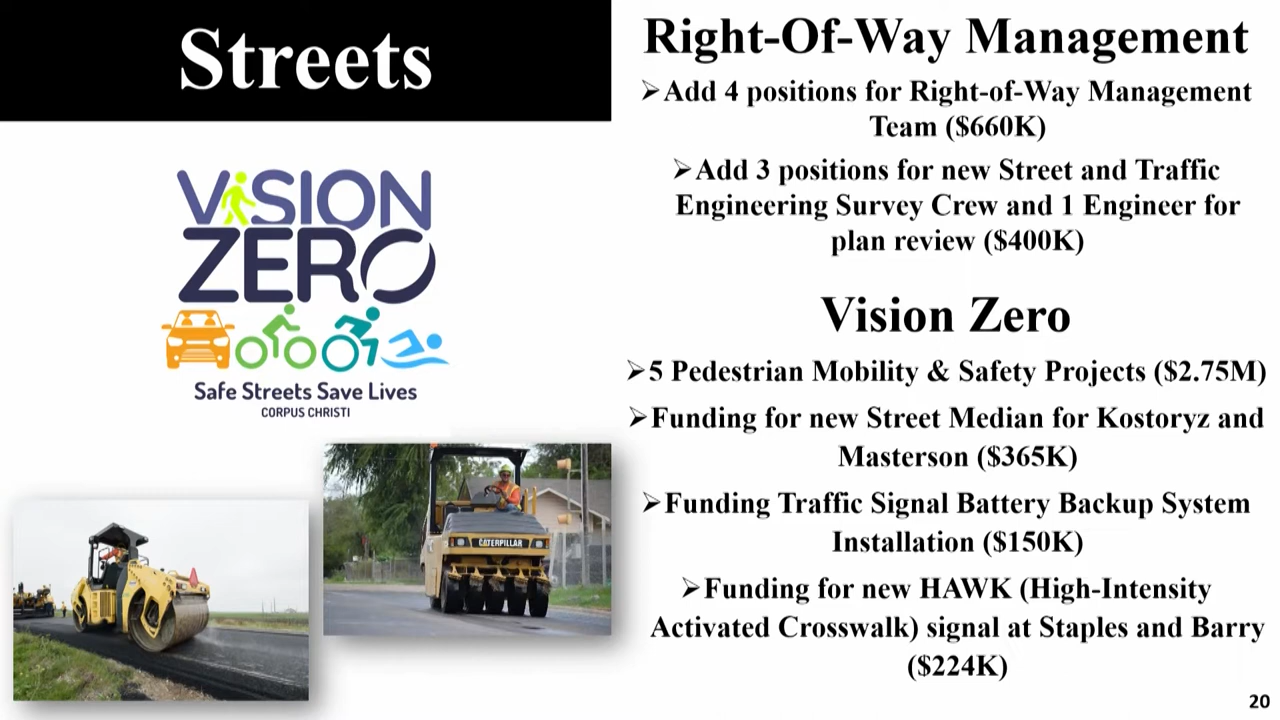 Streets
VISION
ZERO
Safe Streets Save Lives
CORPUS CHRISTI
CATERPILLAR
Right-Of-Way Management
➢Add 4 positions for Right-of-Way Management
Team ($660K)
➢Add 3 positions for new Street and Traffic
Engineering Survey Crew and 1 Engineer for
plan review ($400K)
Vision Zero
➢5 Pedestrian Mobility & Safety Projects ($2.75M)
➢Funding for new Street Median for Kostoryz and
Masterson ($365K)
➢Funding Traffic Signal Battery Backup System
Installation ($150K)
➢Funding for new HAWK (High-Intensity
Activated Crosswalk) signal at Staples and Barry
($224K)
20